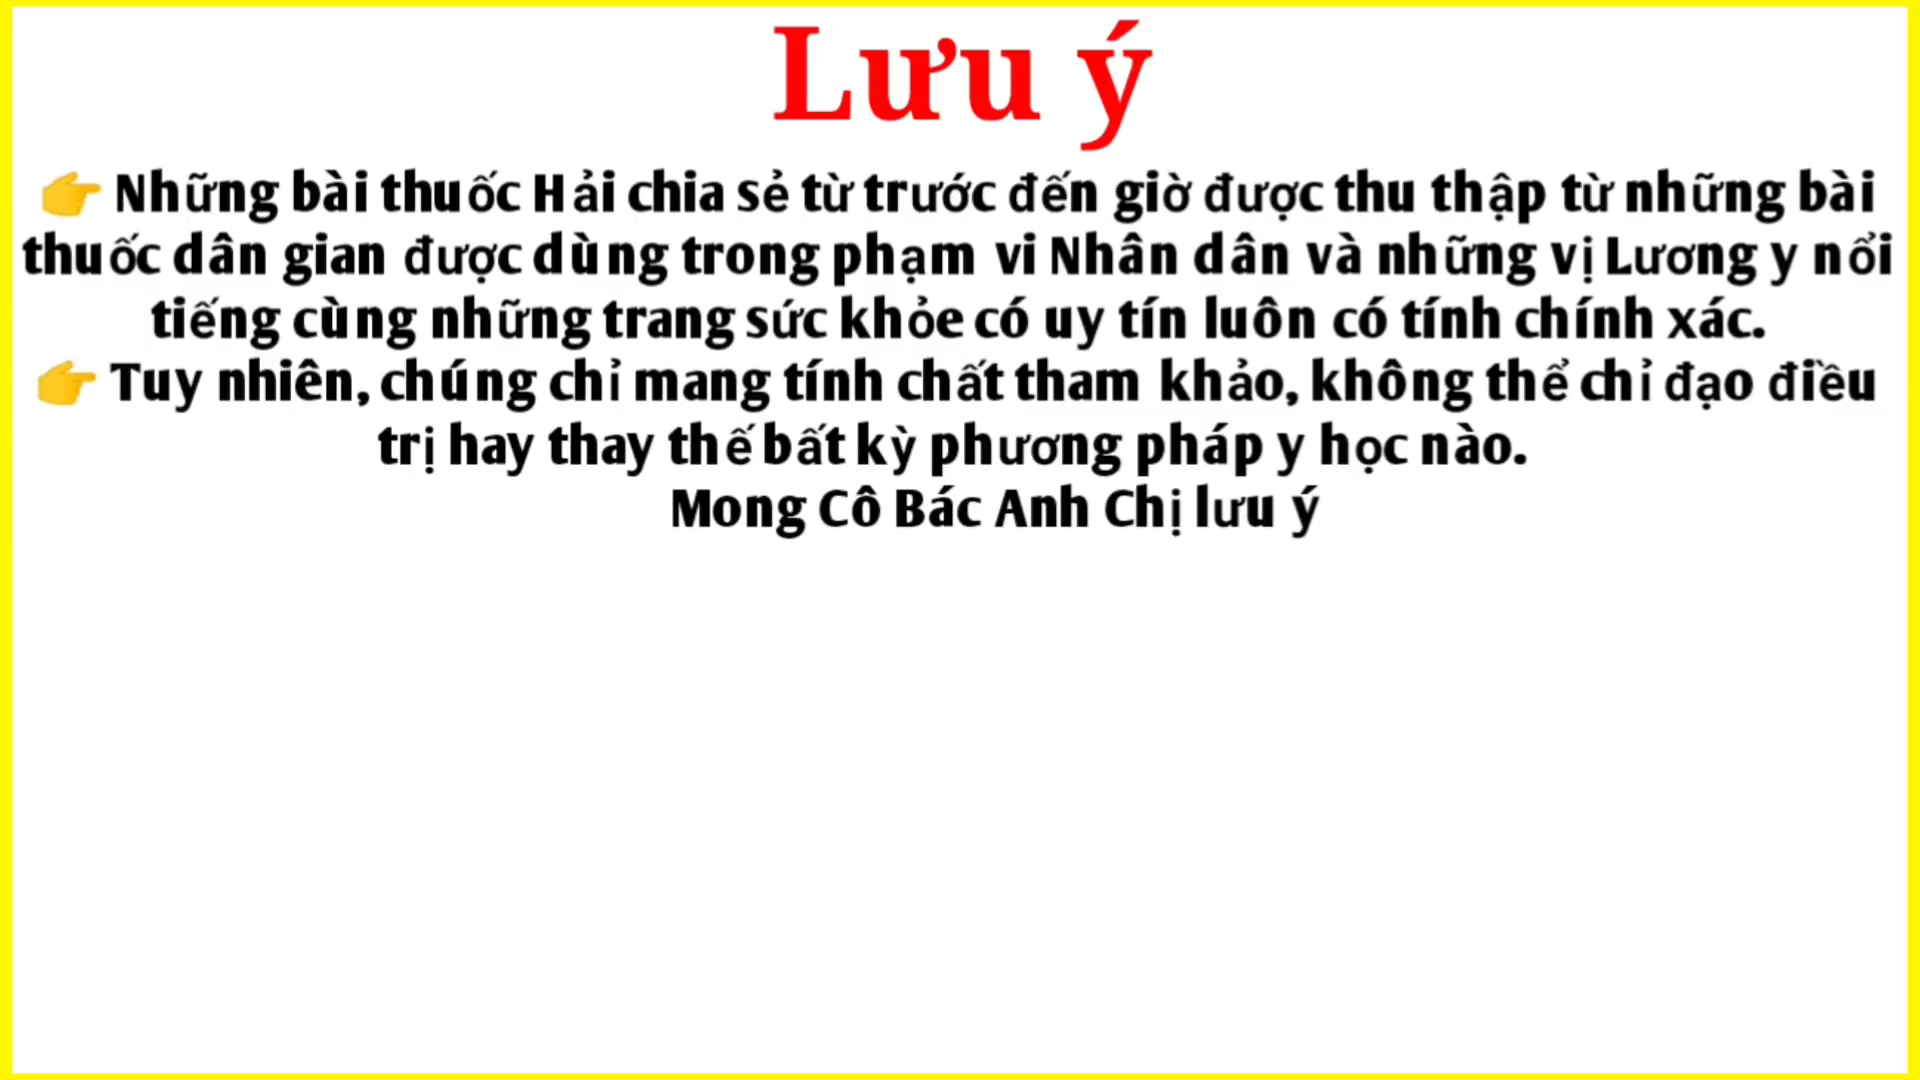 Lưu ý
👉 Những bài thuốc Hải chia sẻ từ trước đến giờ được thu thập từ những bài
thuốc dân gian được dùng trong phạm vi Nhân dân và những vị Lương y nổi
tiếng cùng những trang sức khỏe có uy tín luôn có tính chính xác.
👉 Tuy nhiên, chúng chỉ mang tính chất tham khảo, không thể chỉ đạo điều
trị hay thay thế bất kỳ phương pháp y học nào.
Mong Cô Bác Anh Chị lưu ý